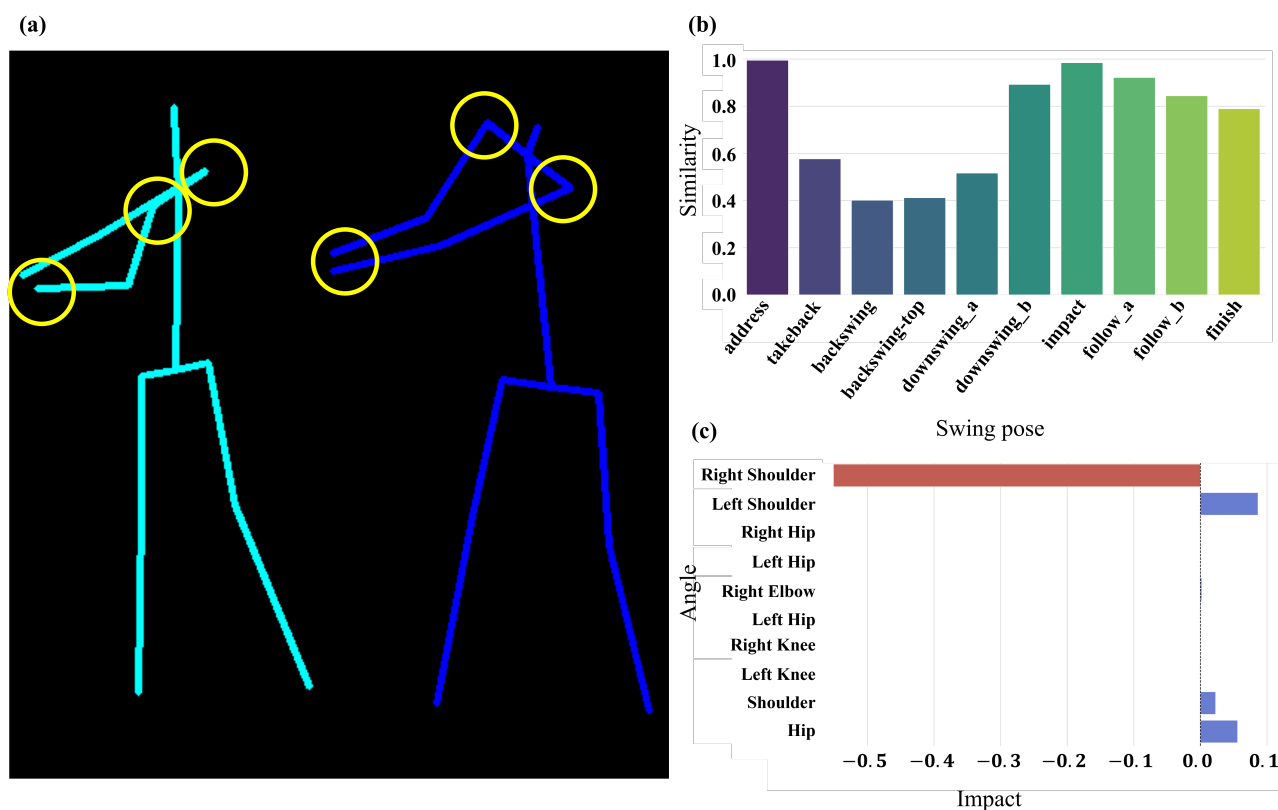 (a)
(b)
Similarity
1.0
0.8
0.6
0.4
0.2
0.0
address
takeback
backswing
backswing-top
downswing_a
downswing_b
impact
follow_a
follow_b
finish
Swing pose
(c)
Angle
Right Shoulder
Left Shoulder
Right Hip
Left Hip
Right Elbow
Left Hip
Right Knee
Left Knee
Shoulder
Hip
−0.5 −0.4 −0.3 −0.2 −0.1 0.0 0.1
Impact